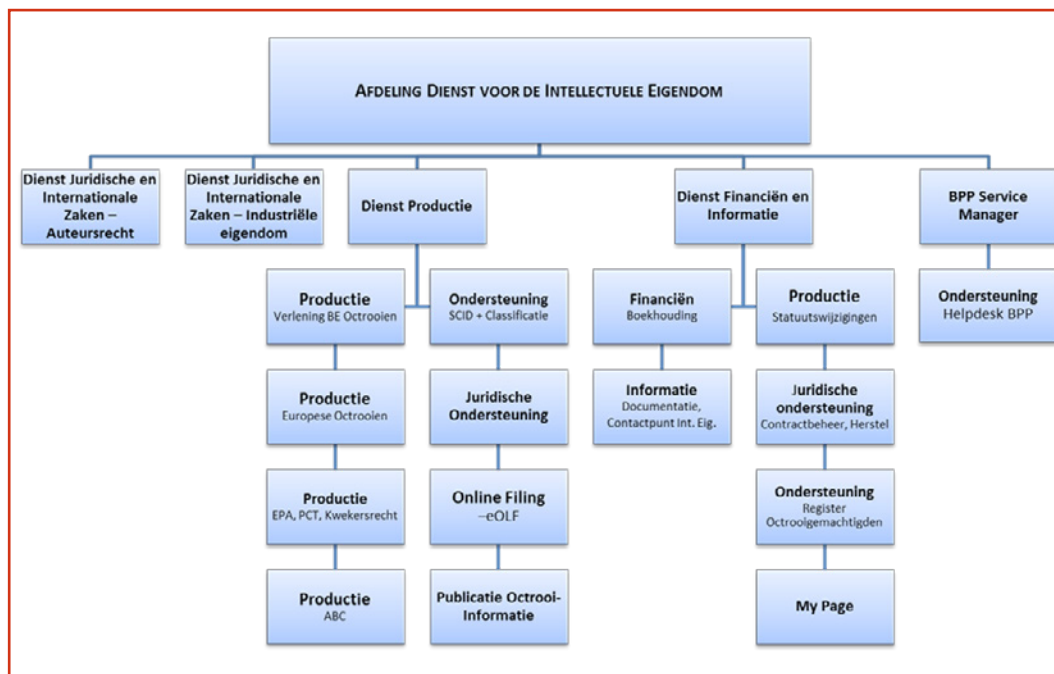 AFDELING DIENST VOOR DE INTELLECTUELE EIGENDOM
Dienst Juridische en
Internationale
Zaken –
Auteursrecht
Dienst Juridische en
Internationale
Zaken – Industriële
eigendom
Dienst Productie
Dienst Financiën en
Informatie
BPP Service
Manager
Productie
Verlening BE Octrooien
Ondersteuning
SCID + Classificatie
Financiën
Boekhouding
Productie
Statuutswijzigingen
Ondersteuning
Helpdesk BPP
Productie
Europese Octrooien
Juridische
Ondersteuning
Informatie
Documentatie,
Contactpunt Int. Eig.
Juridische
ondersteuning
Contractbeheer, Herstel
Productie
EPA, PCT, Kwekersrecht
Online Filing
–eOLF
Ondersteuning
Register
Octrooigemachtigden
Productie
ABC
Publicatie Octrooi-
Informatie
My Page